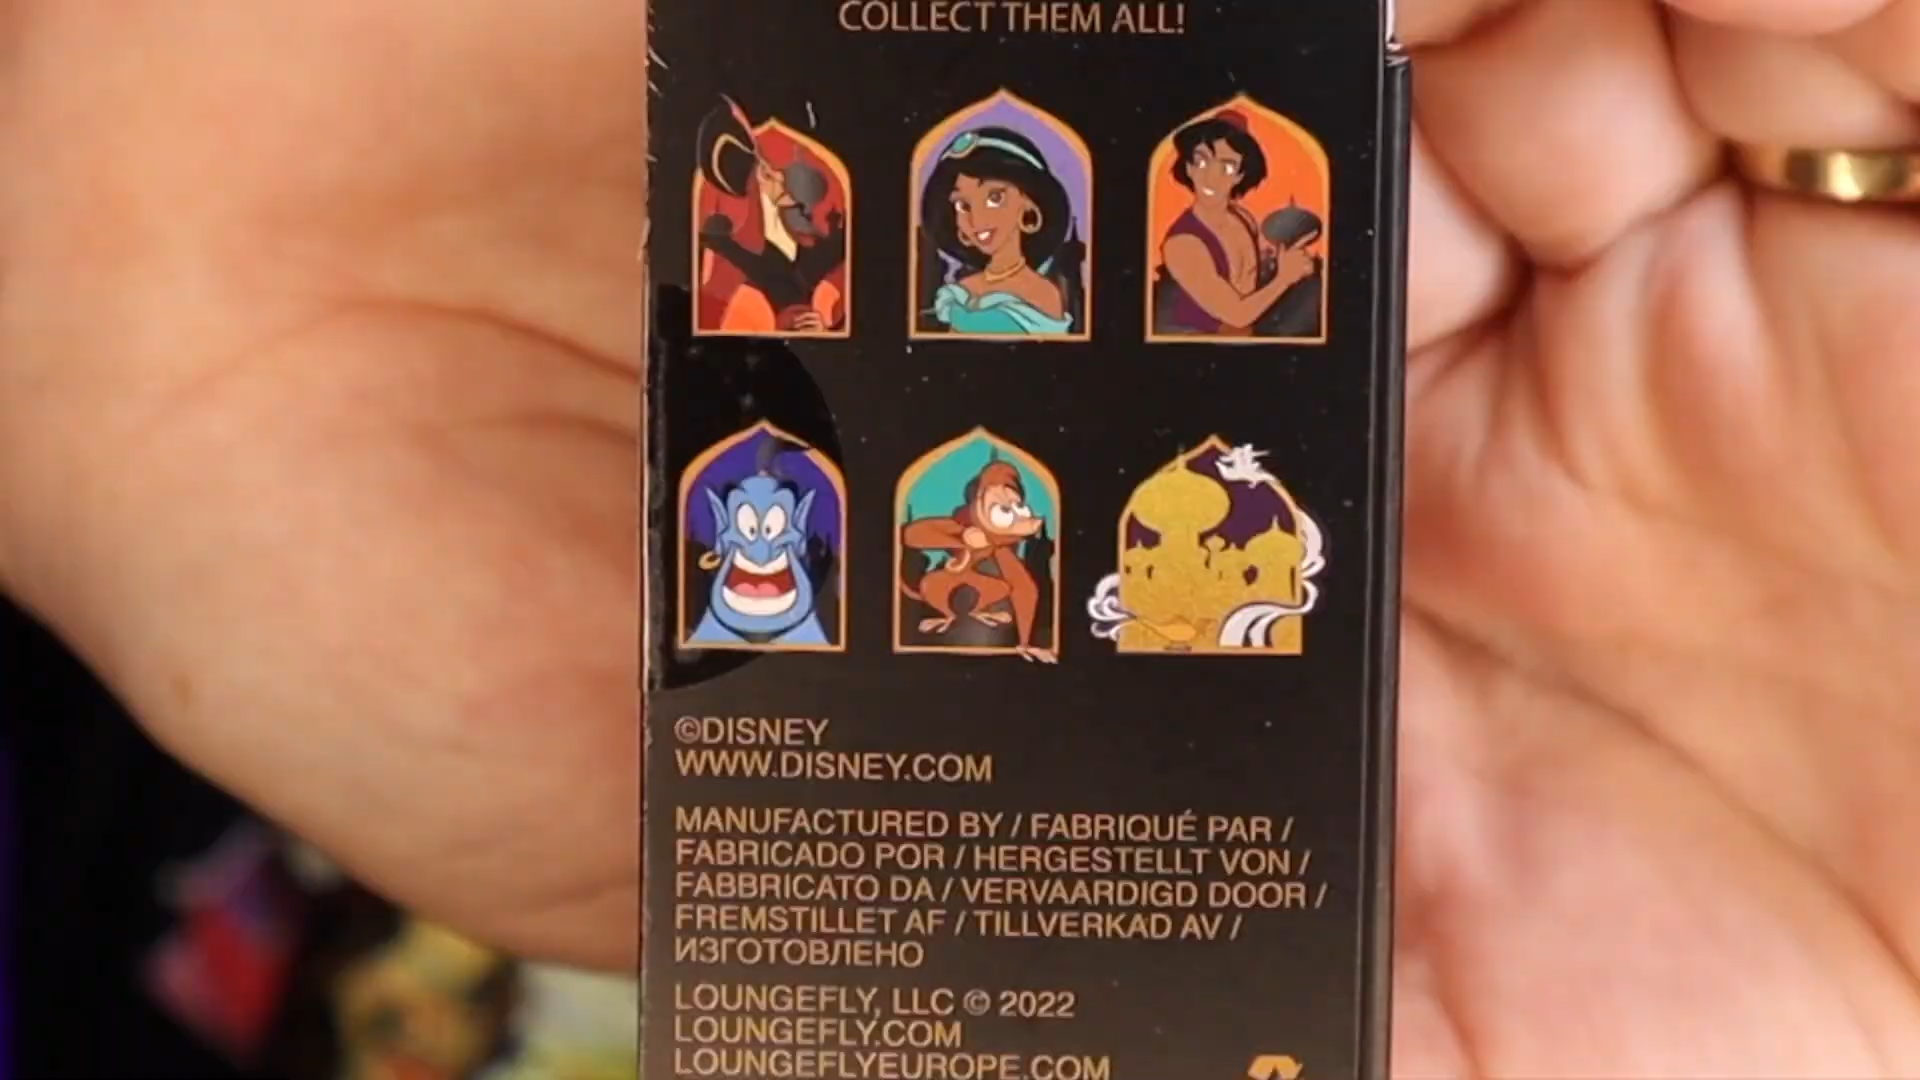 COLLECT THEM ALL!
©DISNEY
WWW.DISNEY.COM
MANUFACTURED BY / FABRIQUÉ PAR /
FABRICADO POR / HERGESTELLT VON /
FABBRICATO DA / VERVAARDIGD DOOR /
FREMSTILLET AF / TILLVERKAD AV /
ИЗГОТОВЛЕНО
LOUNGEFLY, LLC © 2022
LOUNGEFLY.COM
LOUNGEFLYEUROPE.COM